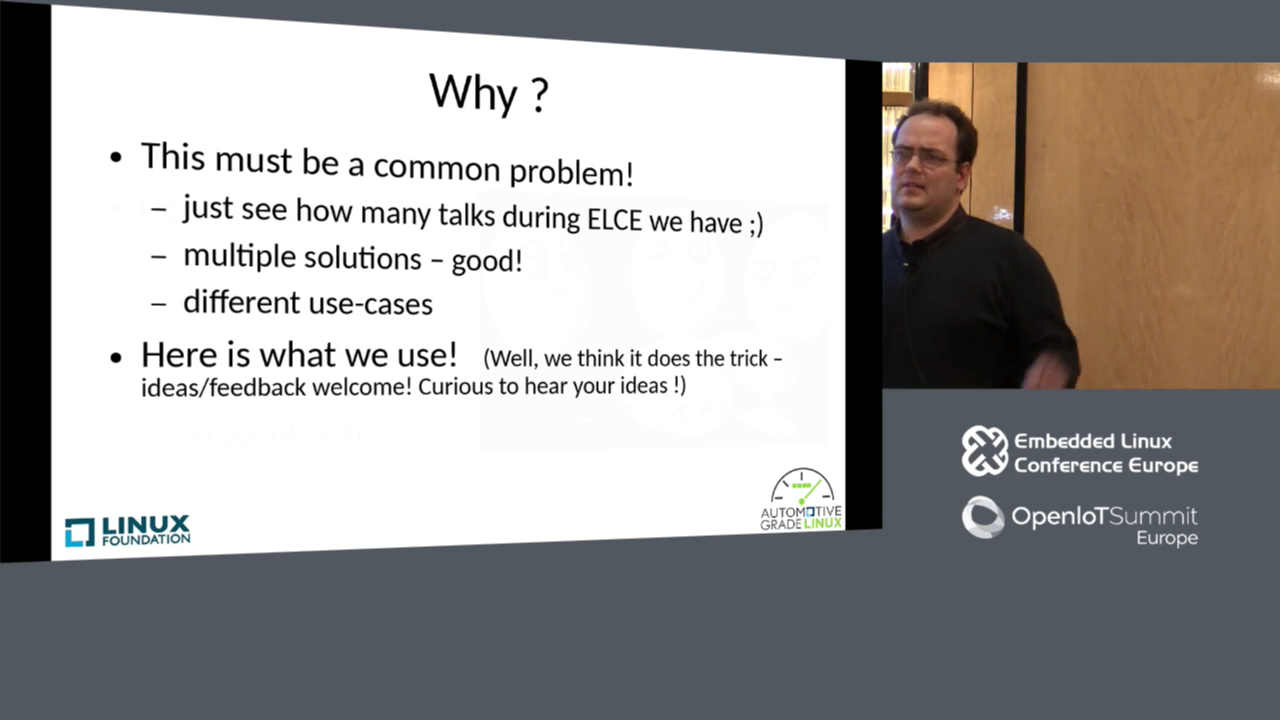 Why ?
• This must be a common problem!
– just see how many talks during ELCE we have ;)
– multiple solutions – good!
– different use-cases
• Here is what we use! (Well, we think it does the trick –
ideas/feedback welcome! Curious to hear your ideas !)
LINUX
FOUNDATION
AUTOMOTIVE
GRADE LINUX
Embedded Linux
Conference Europe
OpenIoTSummit
Europe